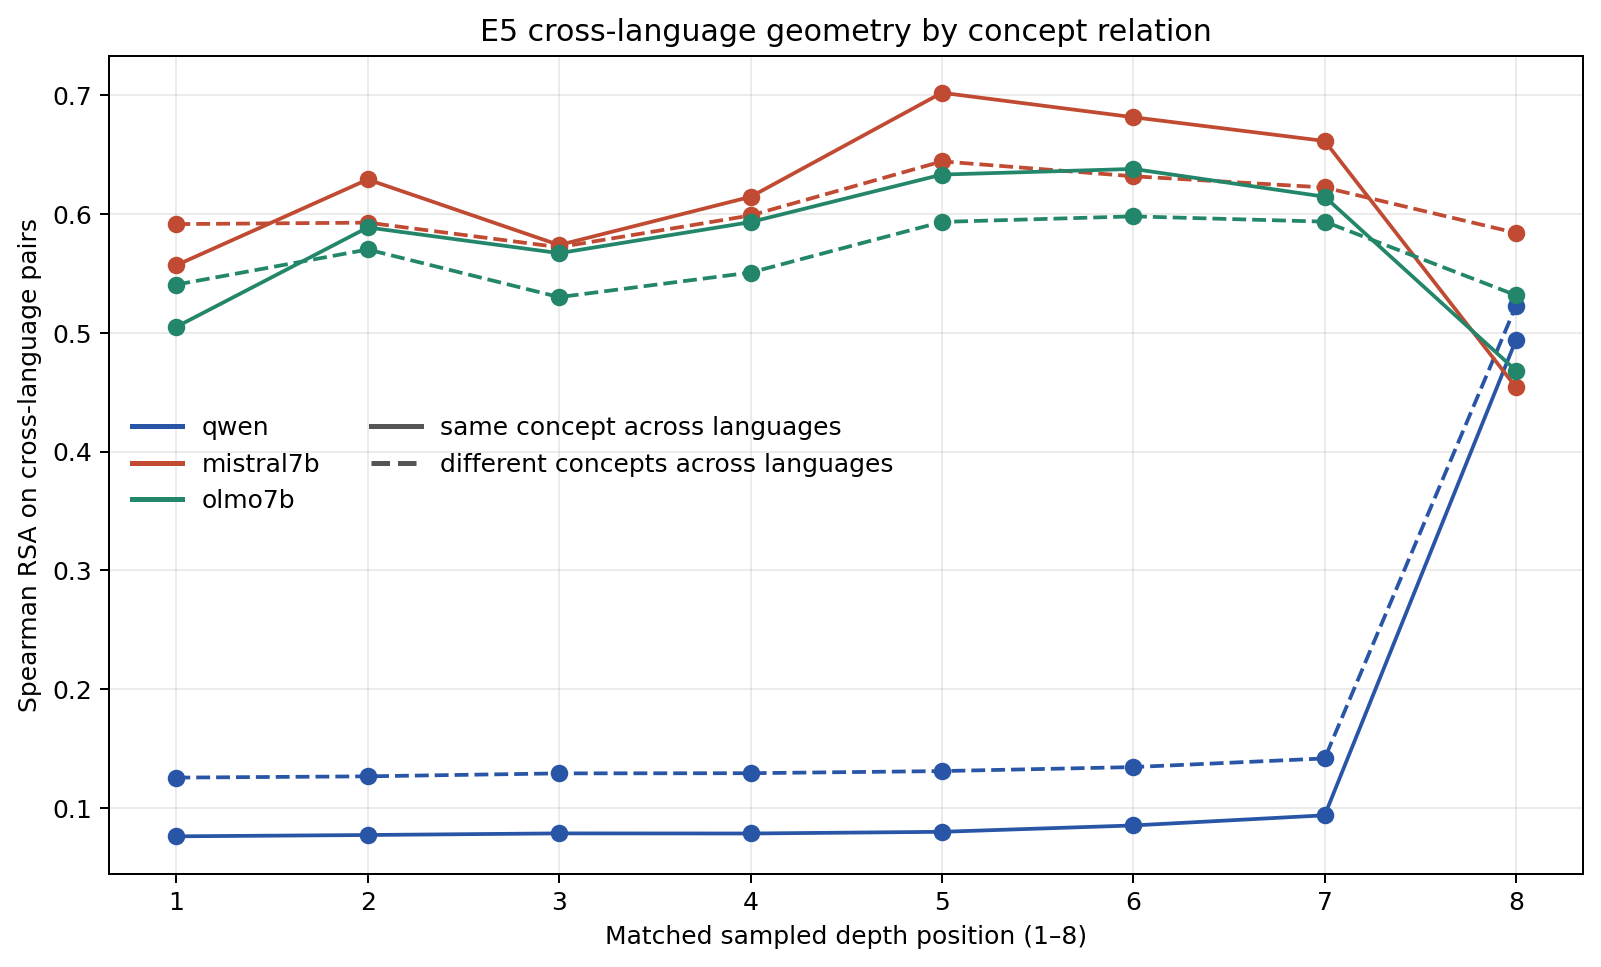 E5 cross-language geometry by concept relation
Spearman RSA on cross-language pairs
0.7
0.6
0.5
0.4
0.3
0.2
0.1
qwen
mistral7b
olmo7b
same concept across languages
different concepts across languages
1 2 3 4 5 6 7 8
Matched sampled depth position (1–8)